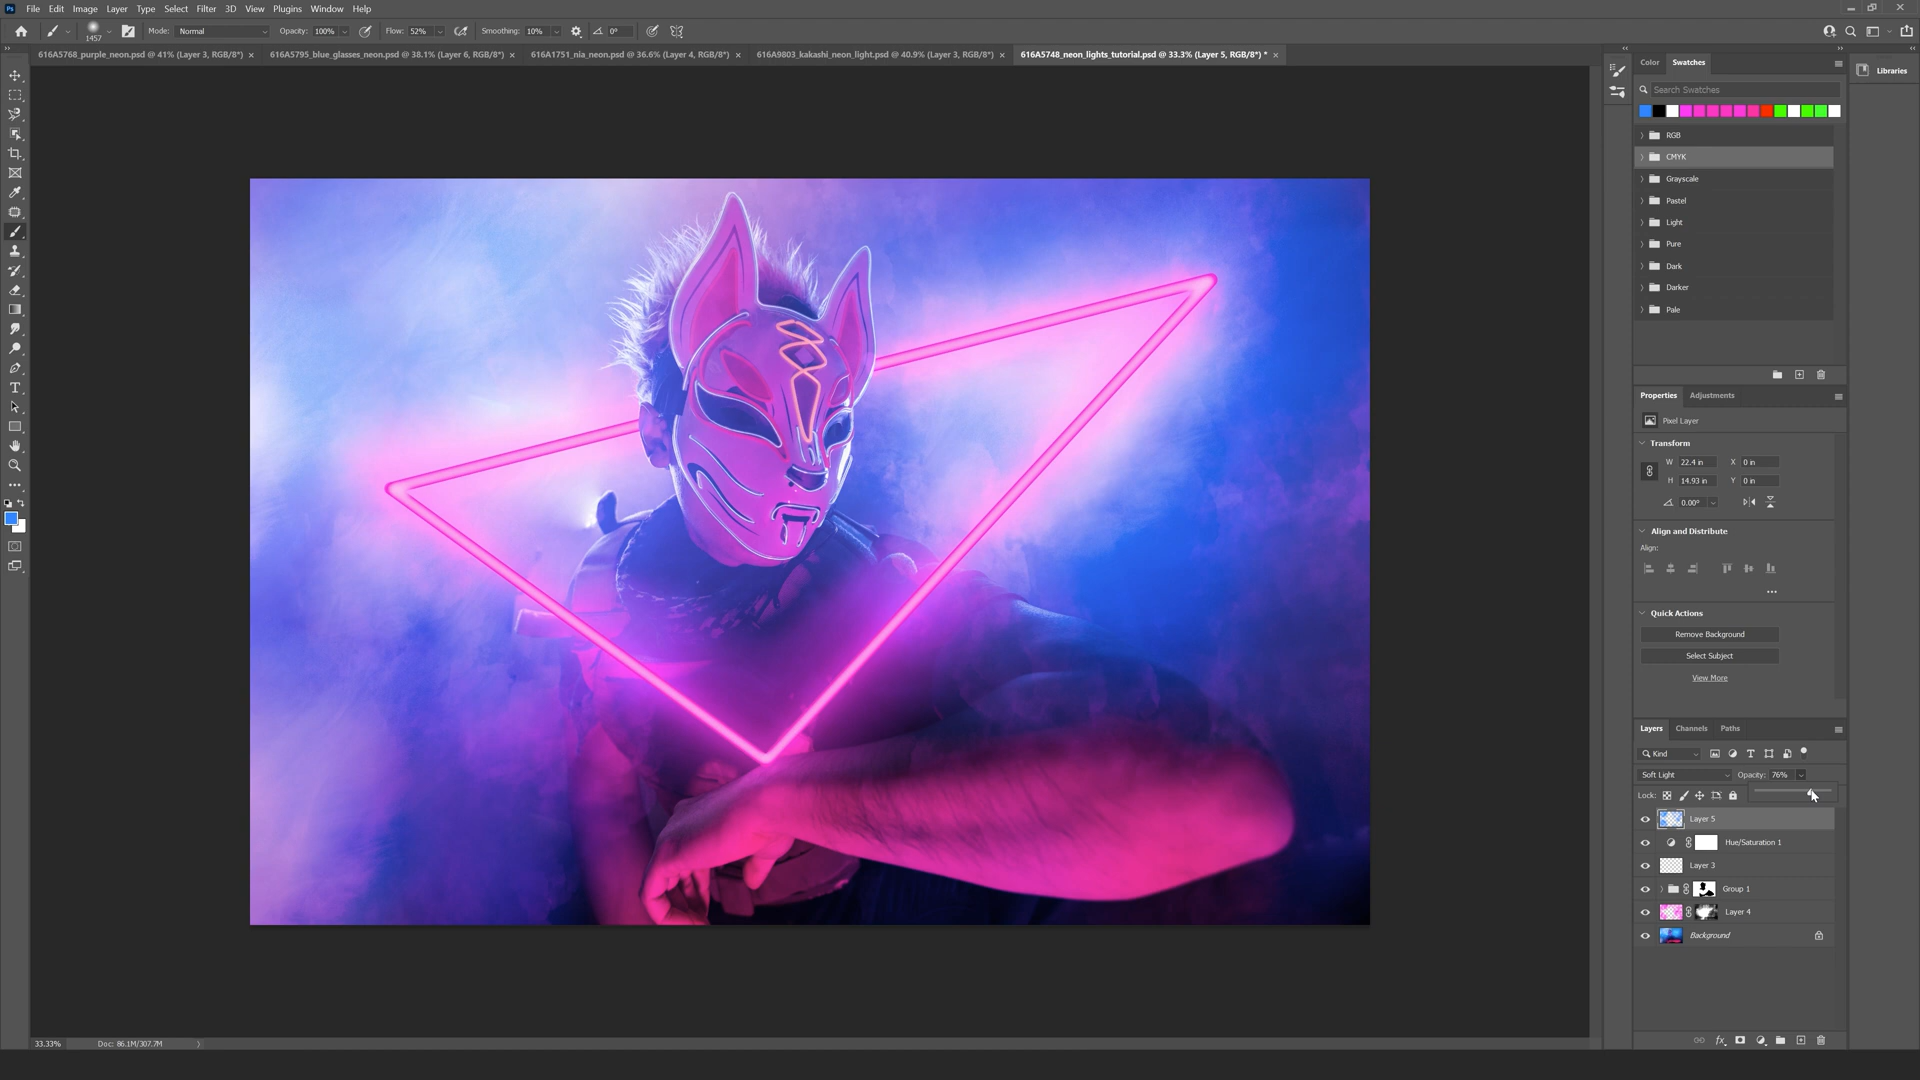 Ps File Edit Image Layer Type Select Filter 3D View Plugins Window Help
1457 Mode: Normal Opacity: 100% Flow: 52% Smoothing: 10% 0°
616A5768_purple_neon.psd @ 41% (Layer 3, RGB/8*) × 616A5795_blue_glasses_neon.psd @ 38.1% (Layer 6, RGB/8*) × 616A1751_nia_neon.psd @ 36.6% (Layer 4, RGB/8*) × 616A9803_kakashi_neon_light.psd @ 40.9% (Layer 3, RGB/8*) × 616A5748_neon_lights_tutorial.psd @ 33.3% (Layer 5, RGB/8*) * ×
Color Swatches
Libraries
Search Swatches
RGB
CMYK
Grayscale
Pastel
Light
Pure
Dark
Darker
Pale
Properties Adjustments
Pixel Layer
Transform
W 22.4 in X 0 in
H 14.93 in Y 0 in
0.00°
Align and Distribute
Align:
Quick Actions
Remove Background
Select Subject
View More
Layers Channels Paths
Kind
Soft Light Opacity: 76%
Lock:
Layer 5
Hue/Saturation 1
Layer 3
Group 1
Layer 4
Background
fx
33.33% Doc: 86.1M/307.7M